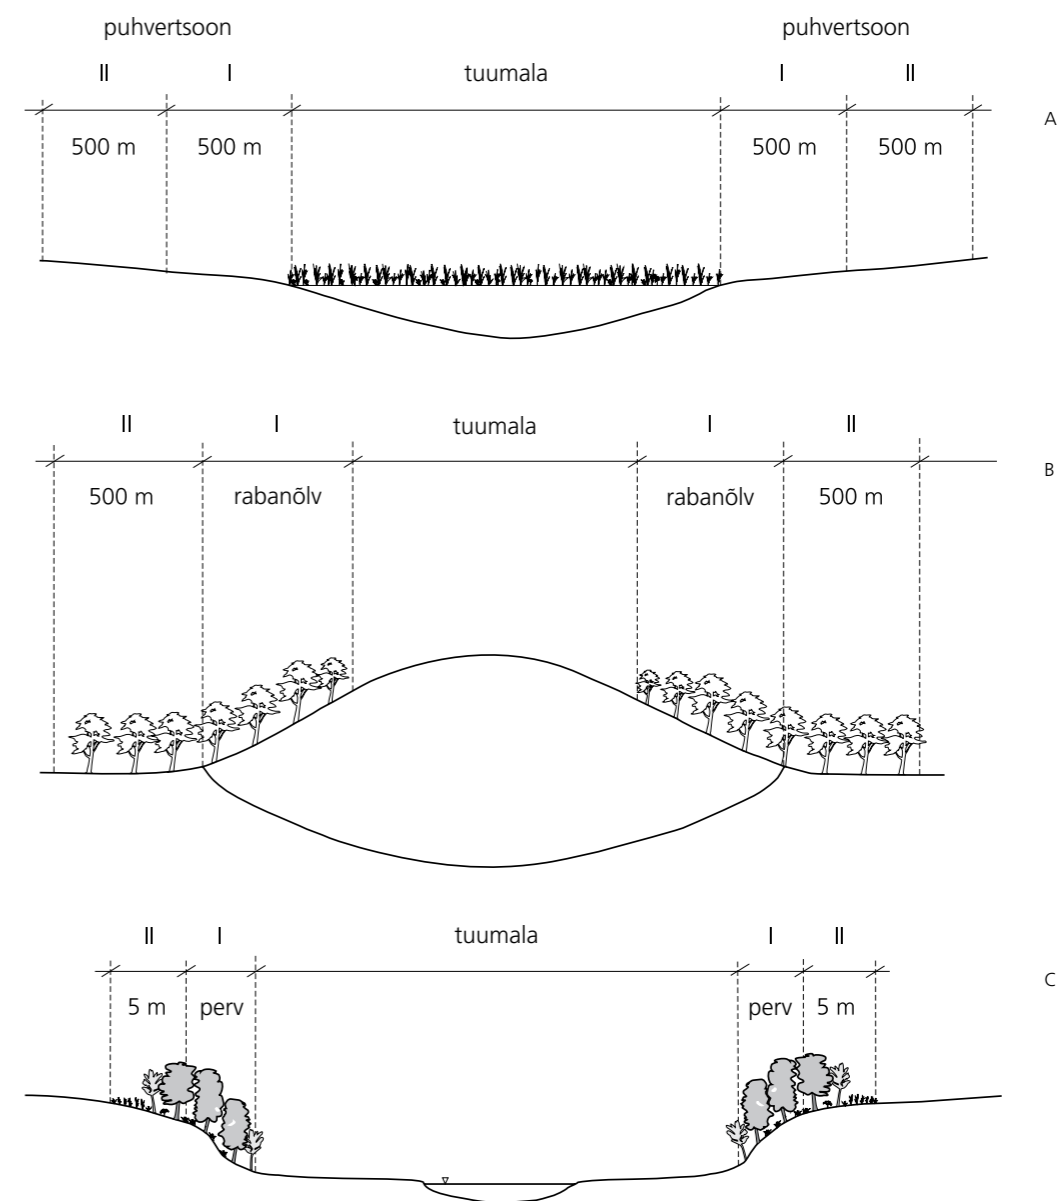 puhvertsoon puhvertsoon
II I tuumala I II
A
500 m 500 m 500 m 500 m
II I tuumala I II
B
500 m rabanõlv rabanõlv 500 m
II I tuumala I II
C
5 m perv perv 5 m